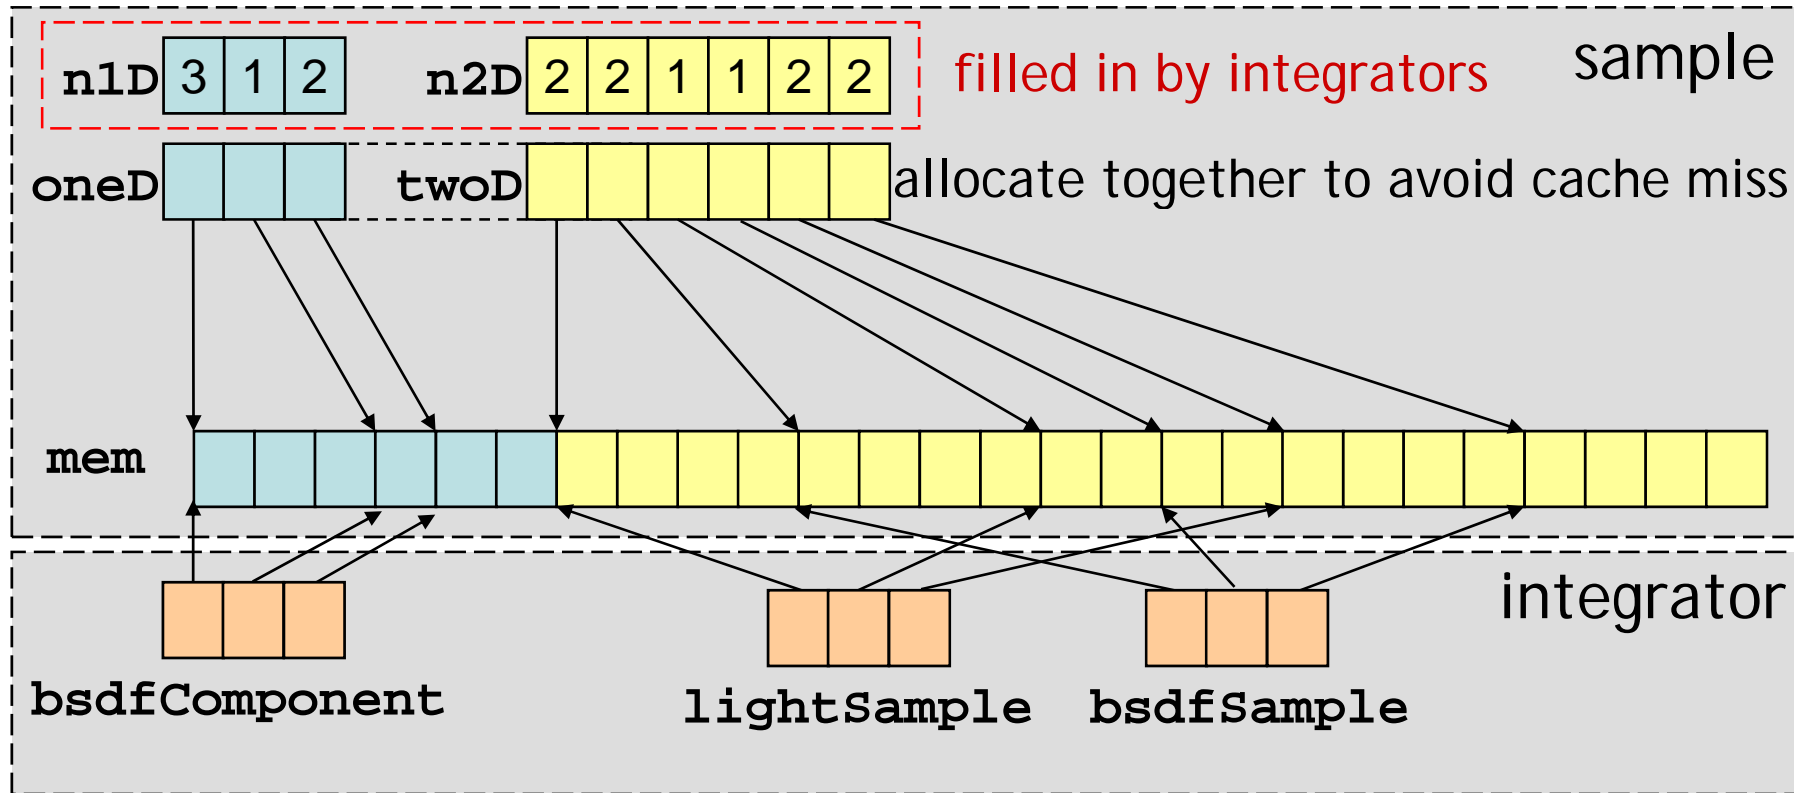 sample
n1D 3 1 2 n2D 2 2 1 1 2 2 filled in by integrators
oneD twoD allocate together to avoid cache miss
mem
integrator
bsdfComponent lightSample bsdfSample